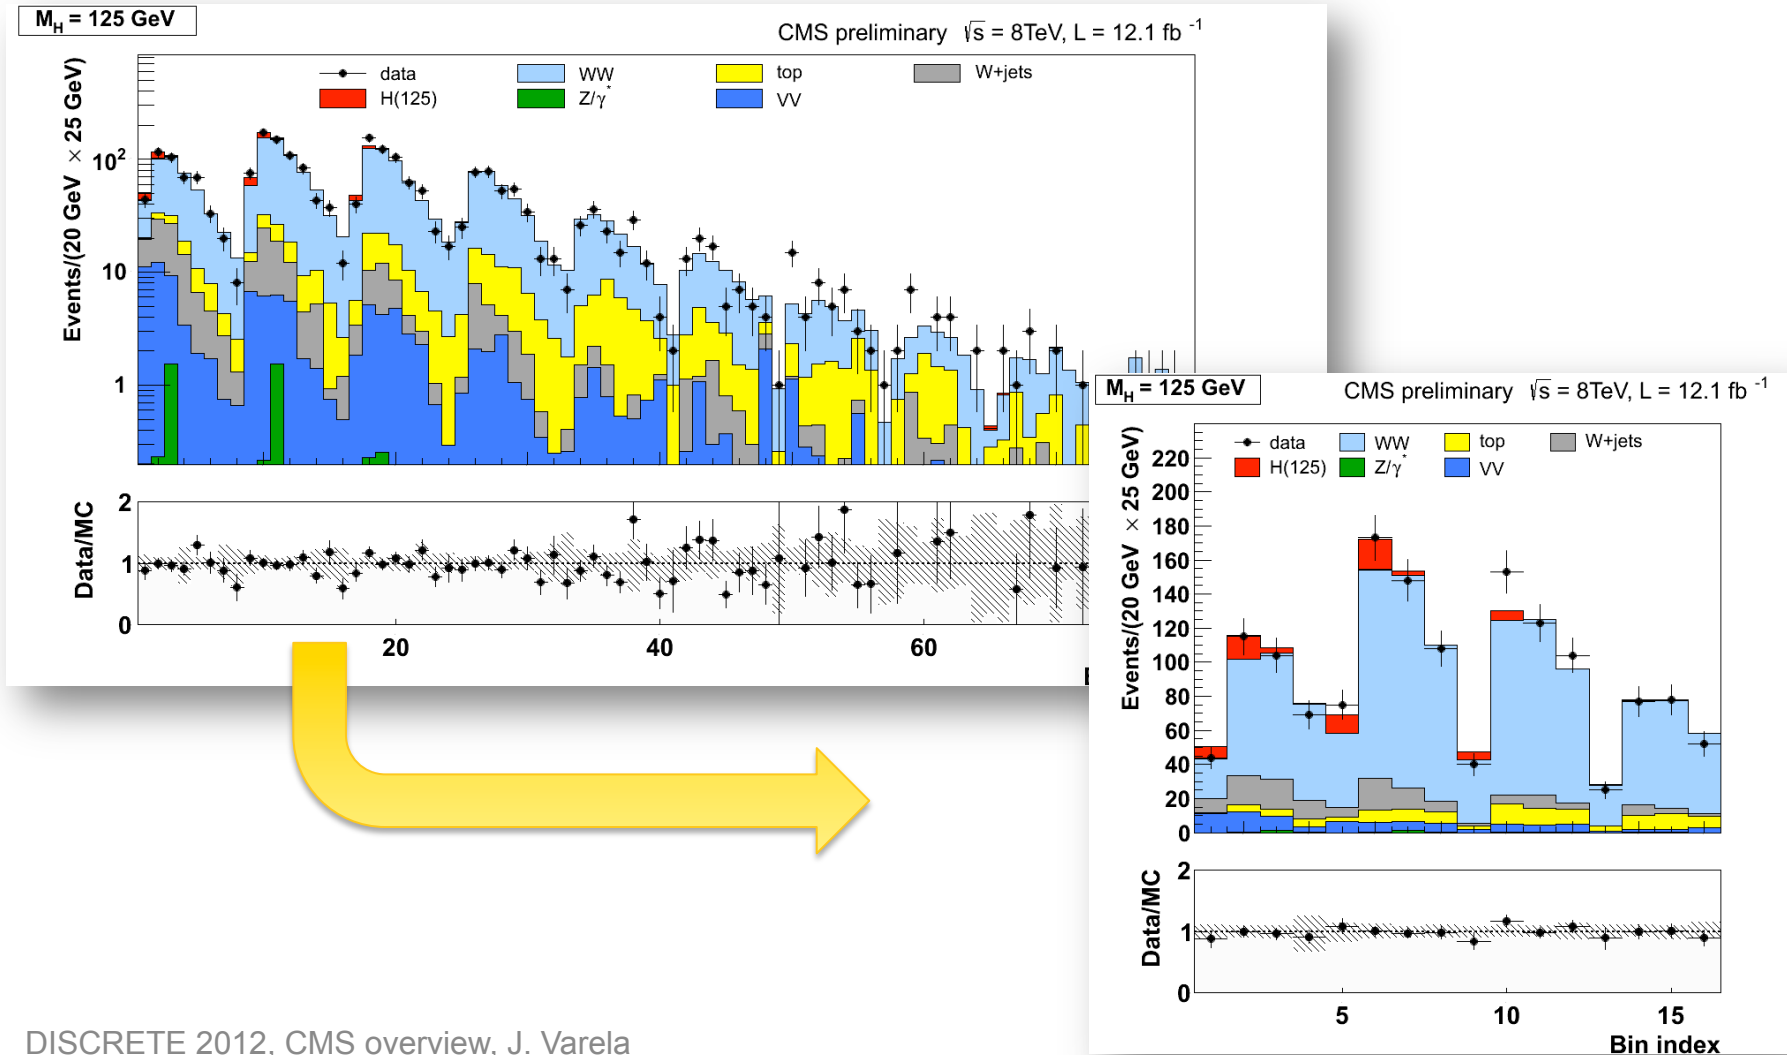 M_H = 125 GeV
CMS preliminary √s = 8TeV, L = 12.1 fb⁻¹
Events/(20 GeV × 25 GeV)
data
WW
top
W+jets
H(125)
Z/γ*
VV
10²
10
1
Data/MC
2
1
0
20
40
60
M_H = 125 GeV
CMS preliminary √s = 8TeV, L = 12.1 fb⁻¹
Events/(20 GeV × 25 GeV)
data
WW
top
W+jets
H(125)
Z/γ*
VV
220
200
180
160
140
120
100
80
60
40
20
0
Data/MC
2
1
0
5
10
15
Bin index
DISCRETE 2012, CMS overview, J. Varela